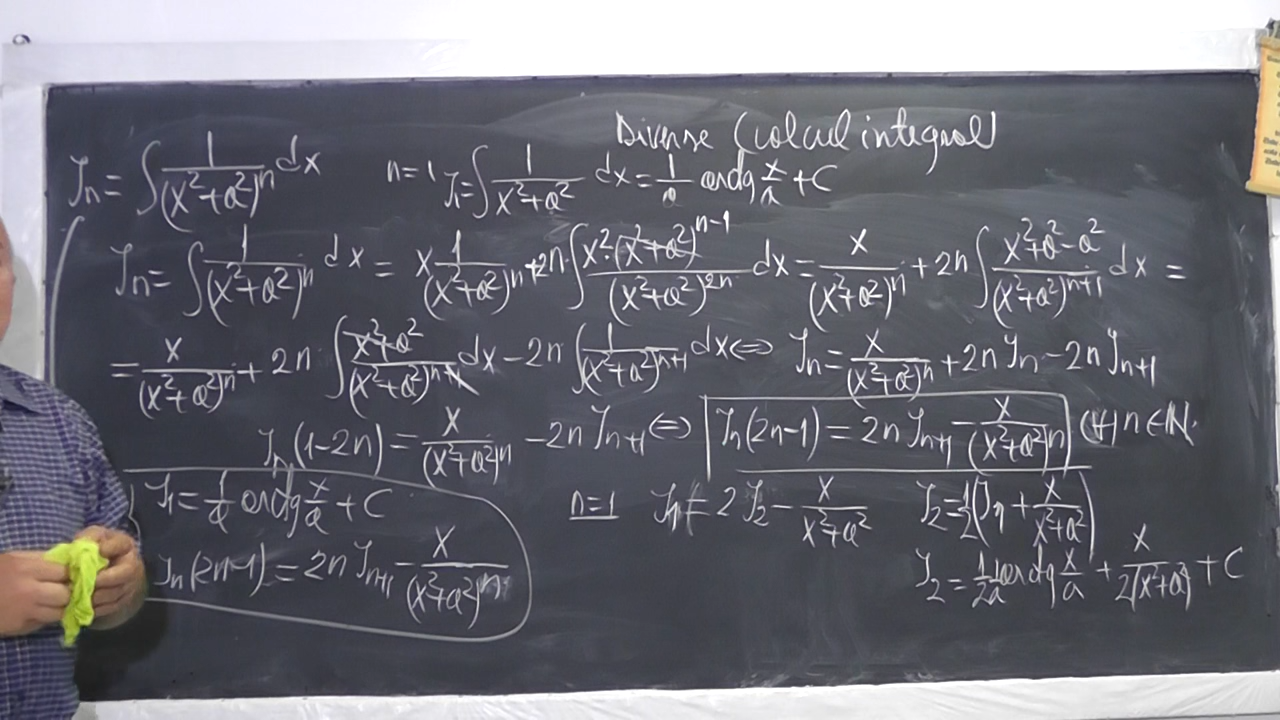 Diverse (calcul integral)
Jₙ = ∫ 1/(x²+a²)ⁿ dx   n=1 J₁ = ∫ 1/(x²+a²) dx = 1/a arctg x/a + C
Jₙ = ∫ 1/(x²+a²)ⁿ dx = x 1/(x²+a²)ⁿ + 2n·∫ x²·(x²+a²)ⁿ⁻¹/(x²+a²)²ⁿ dx = x/(x²+a²)ⁿ + 2n ∫ (x²+a²-a²)/(x²+a²)ⁿ⁺¹ dx =
= x/(x²+a²)ⁿ + 2n ∫ (x²+a²)/(x²+a²)ⁿ⁺¹ dx - 2n ∫ 1/(x²+a²)ⁿ⁺¹ dx ⇔ Jₙ = x/(x²+a²)ⁿ + 2n Jₙ - 2n Jₙ₊₁
Jₙ(1-2n) = x/(x²+a²)ⁿ - 2n Jₙ₊₁ ⇔ Jₙ(2n-1) = 2n Jₙ₊₁ - x/(x²+a²)ⁿ (∀) n∈ℕ*
J₁ = 1/a arctg x/a + C
Jₙ(2n-1) = 2n Jₙ₊₁ - x/(x²+a²)ⁿ
n=1 J₁ = 2 J₂ - x/(x²+a²)   J₂ = 1/2 (J₁ + x/(x²+a²))
J₂ = 1/2a arctg x/a + x/2(x²+a²) + C